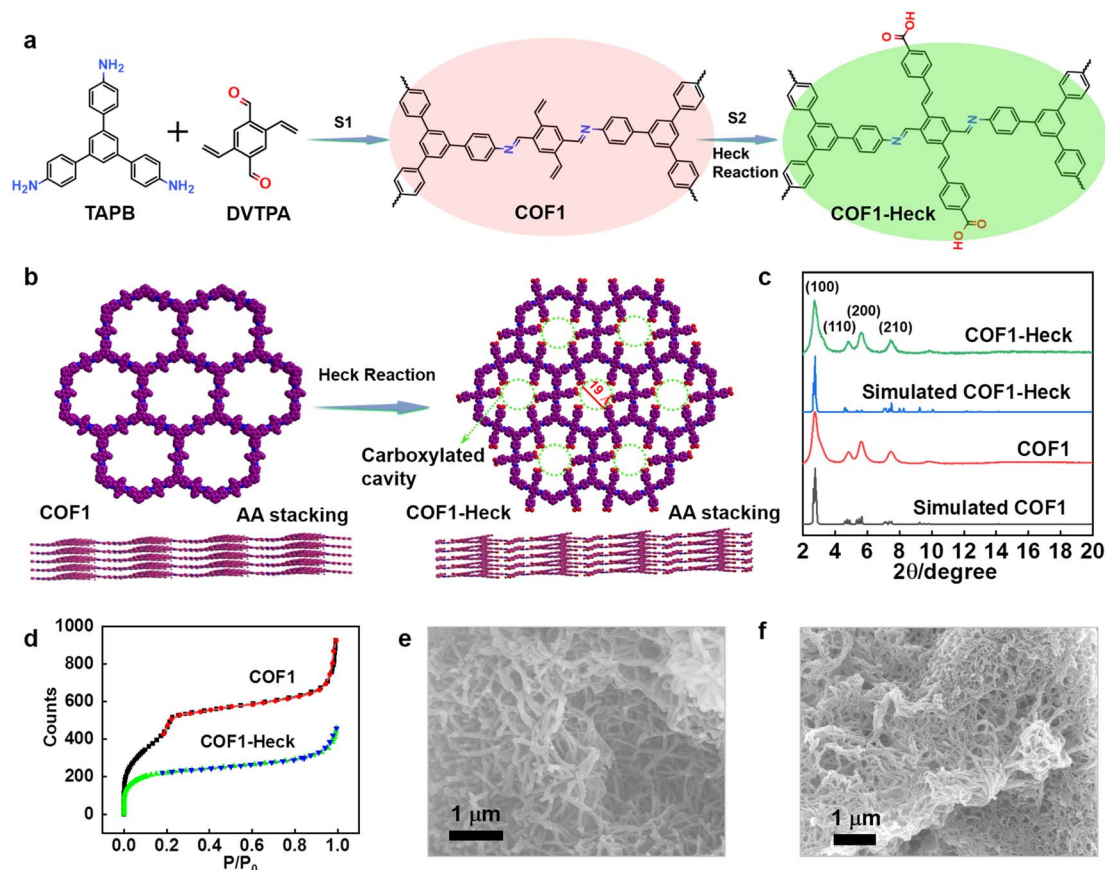 a
NH2
H2N
NH2
TAPB
+
O
O
DVTPA
S1
N
N
COF1
S2
Heck
Reaction
O
OH
N
N
O
OH
COF1-Heck
b
Heck Reaction
19 Å
Carboxylated
cavity
COF1
AA stacking
COF1-Heck
AA stacking
c
(100)
(110)
(200)
(210)
COF1-Heck
Simulated COF1-Heck
COF1
Simulated COF1
2 4 6 8 10 12 14 16 18 20
2θ/degree
d
1000
800
600
400
200
0
Counts
COF1
COF1-Heck
0.0 0.2 0.4 0.6 0.8 1.0
P/P0
e
1 μm
f
1 μm